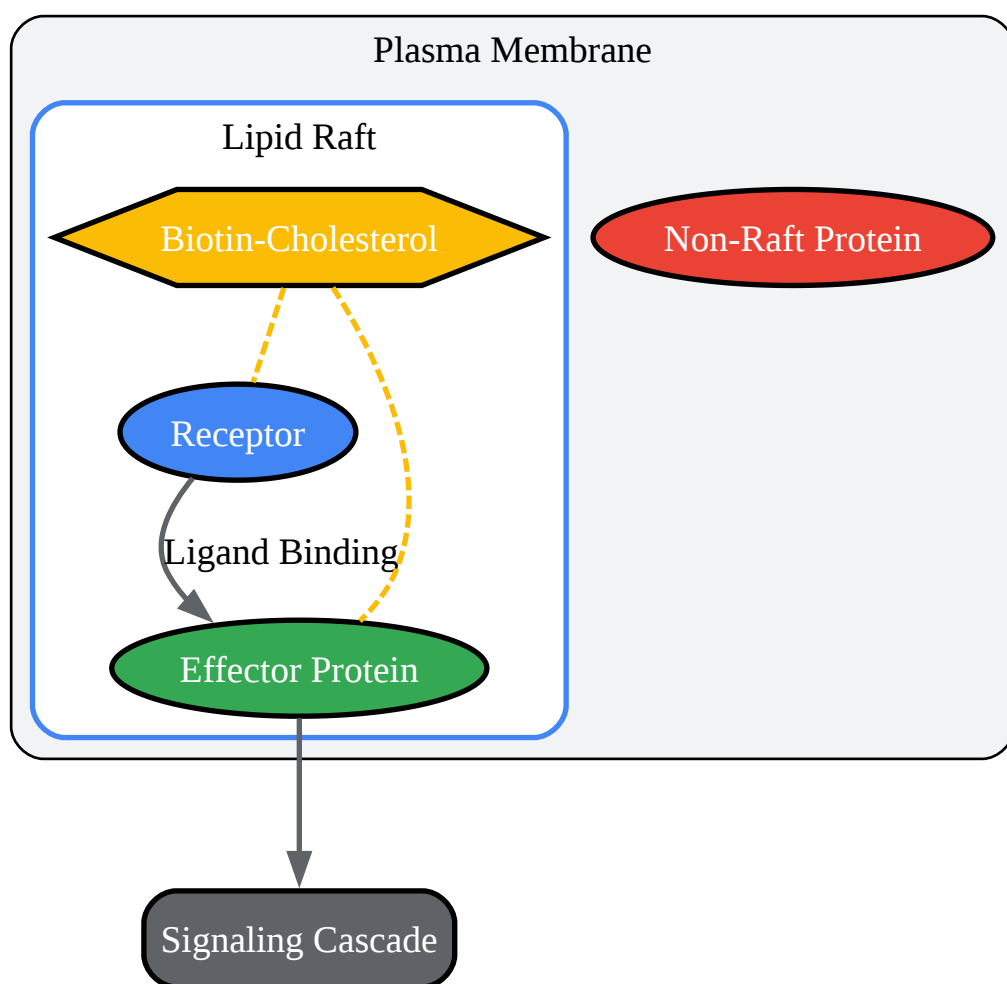 Plasma Membrane
Lipid Raft
Biotin-Cholesterol
Non-Raft Protein
Receptor
Ligand Binding
Effector Protein
Signaling Cascade